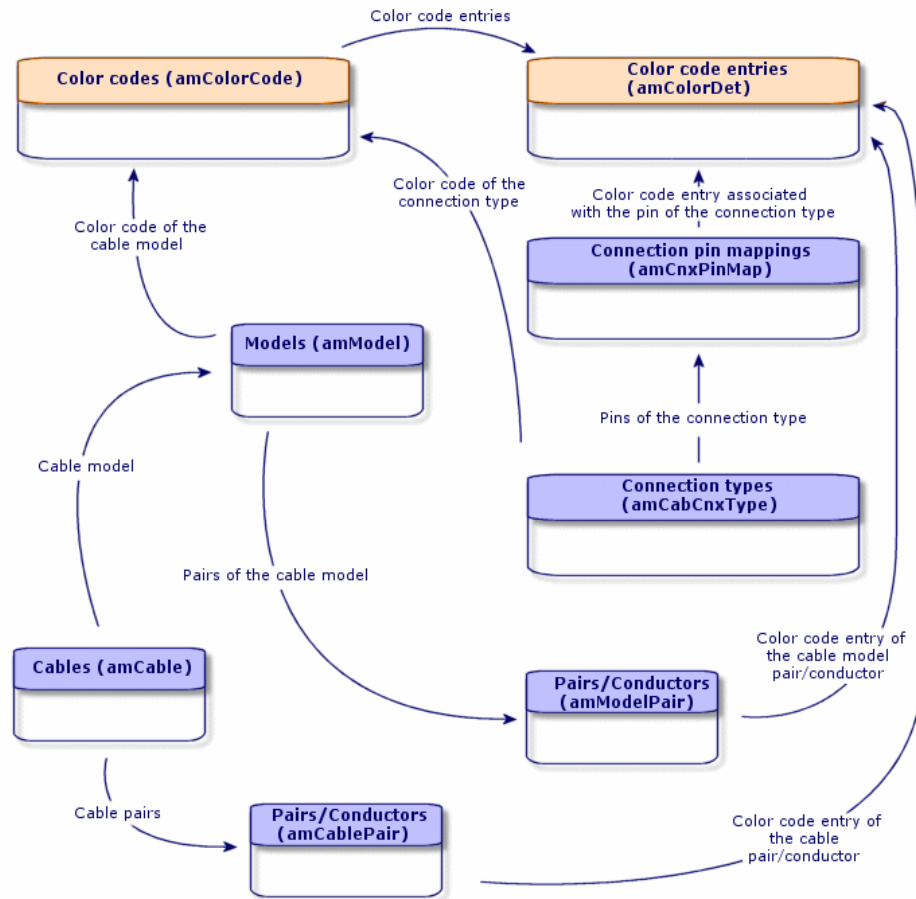 Color code entries
Color codes (amColorCode)
Color code entries
(amColorDet)
Color code of the
connection type
Color code entry associated
with the pin of the connection type
Color code of the
cable model
Connection pin mappings
(amCnxPinMap)
Models (amModel)
Pins of the connection type
Cable model
Connection types
(amCabCnxType)
Pairs of the cable model
Color code entry of
the cable model
pair/conductor
Cables (amCable)
Pairs/Conductors
(amModelPair)
Cable pairs
Pairs/Conductors
(amCablePair)
Color code entry of
the cable
pair/conductor